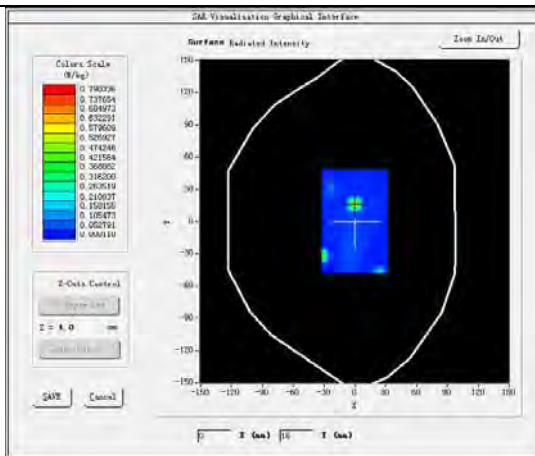 SAR Visualisation Graphical Interface
Surface Radiated Intensity
Zoom In/Out
Colors Scale
(W/kg)
0.790336
0.737654
0.684973
0.632291
0.579609
0.526927
0.474246
0.421564
0.368882
0.316200
0.263519
0.210837
0.158155
0.105473
0.052791
0.000110
150
120
90
60
30
0
-30
-60
-90
-120
-150
Y
-150 -120 -90 -60 -30 0 30 60 90 120 150
X
Z-Cuts Control
Z = 4.0 mm
SAVE
Cancel
0 X (mm) 16 Y (mm)